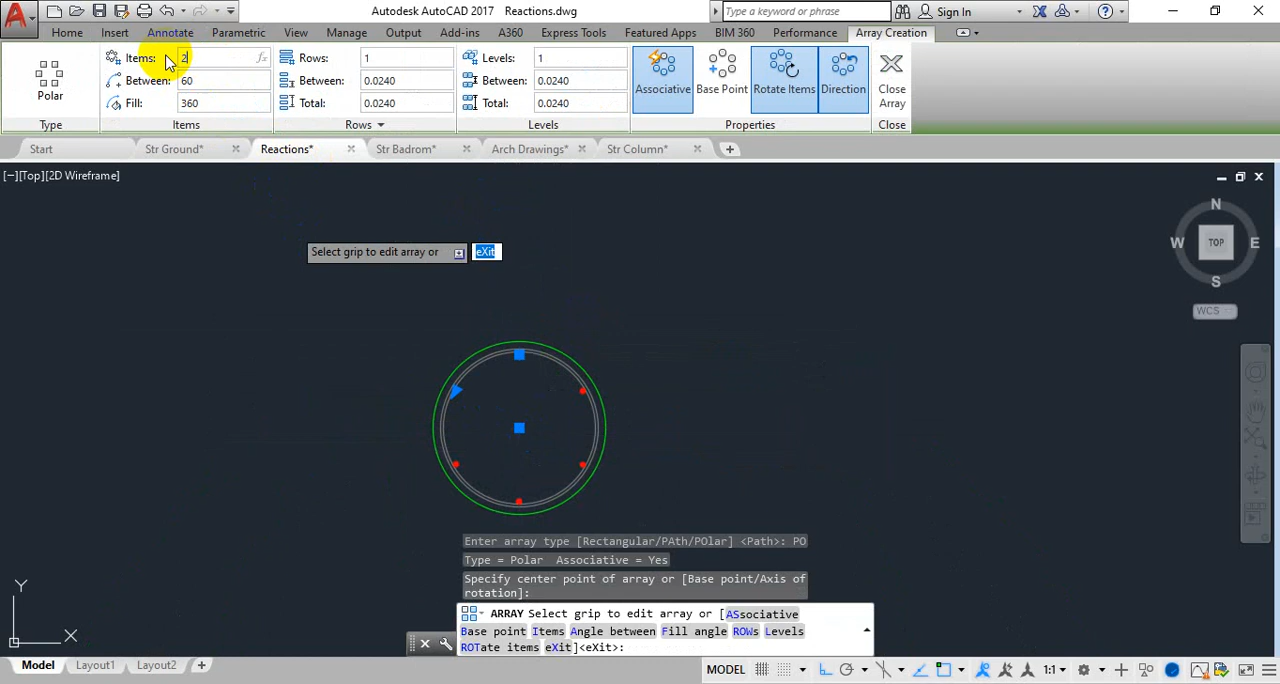 Autodesk AutoCAD 2017 Reactions.dwg
Type a keyword or phrase
Sign In
Home Insert Annotate Parametric View Manage Output Add-ins A360 Express Tools Featured Apps BIM 360 Performance Array Creation
Items: 2 fx
Rows: 1
Levels: 1
Between: 60
Between: 0.0240
Between: 0.0240
Fill: 360
Total: 0.0240
Total: 0.0240
Polar
Associative Base Point Rotate Items Direction Close Array
Type Items Rows Levels Properties Close
Start Str Ground* Reactions* Str Badrom* Arch Drawings* Str Column*
[−][Top][2D Wireframe]
N
W TOP E
S
WCS
Select grip to edit array or eXit
Enter array type [Rectangular/PAth/POlar] <Path>: PO
Type = Polar Associative = Yes
Specify center point of array or [Base point/Axis of
rotation]:
ARRAY Select grip to edit array or [ASsociative
Base point Items Angle between Fill angle ROWs Levels
ROTate items eXit]<eXit>:
Y
X
Model Layout1 Layout2
MODEL 1:1